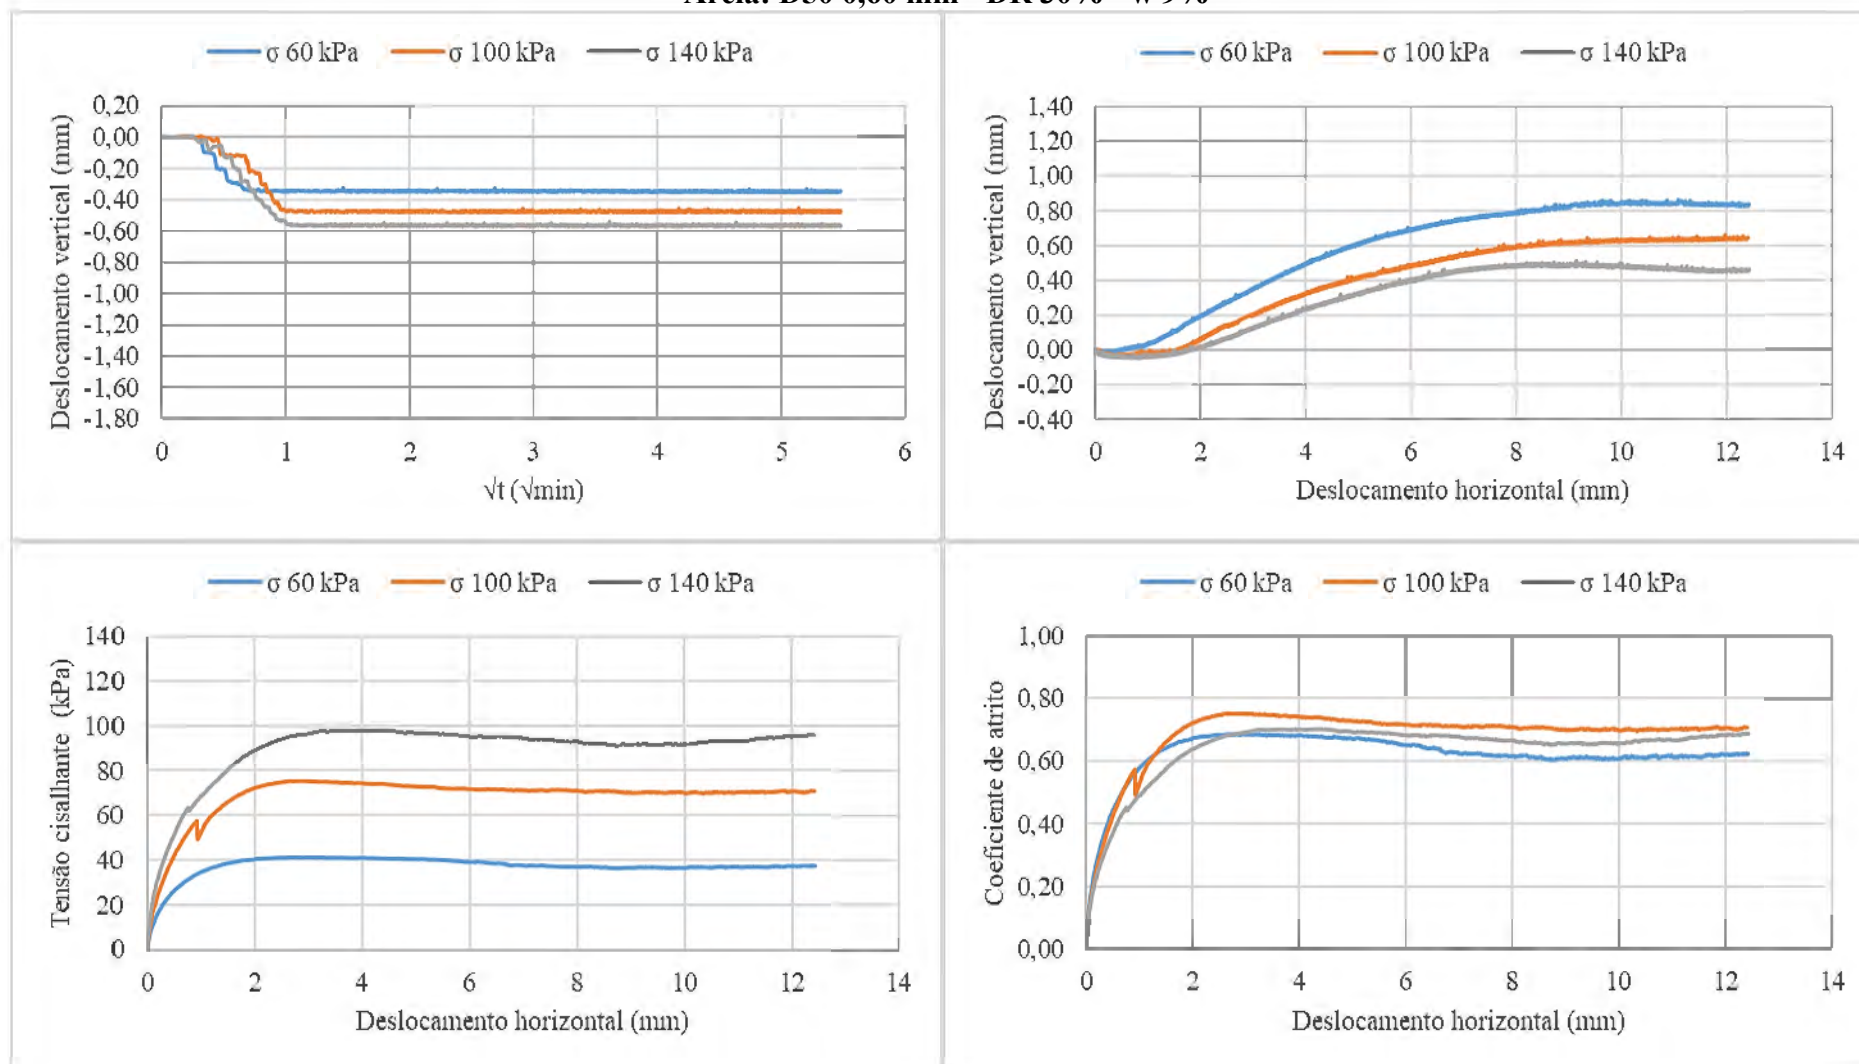 σ 60 kPa σ 100 kPa σ 140 kPa
0,20
0,00
-0,20
-0,40
-0,60
-0,80
-1,00
-1,20
-1,40
-1,60
-1,80
Deslocamento vertical (mm)
0 1 2 3 4 5 6
√t (√min)
σ 60 kPa σ 100 kPa σ 140 kPa
1,40
1,20
1,00
0,80
0,60
0,40
0,20
0,00
-0,20
-0,40
Deslocamento vertical (mm)
0 2 4 6 8 10 12 14
Deslocamento horizontal (mm)
σ 60 kPa σ 100 kPa σ 140 kPa
140
120
100
80
60
40
20
0
Tensão cisalhante (kPa)
0 2 4 6 8 10 12 14
Deslocamento horizontal (mm)
σ 60 kPa σ 100 kPa σ 140 kPa
1,00
0,80
0,60
0,40
0,20
0,00
Coeficiente de atrito
0 2 4 6 8 10 12 14
Deslocamento horizontal (mm)